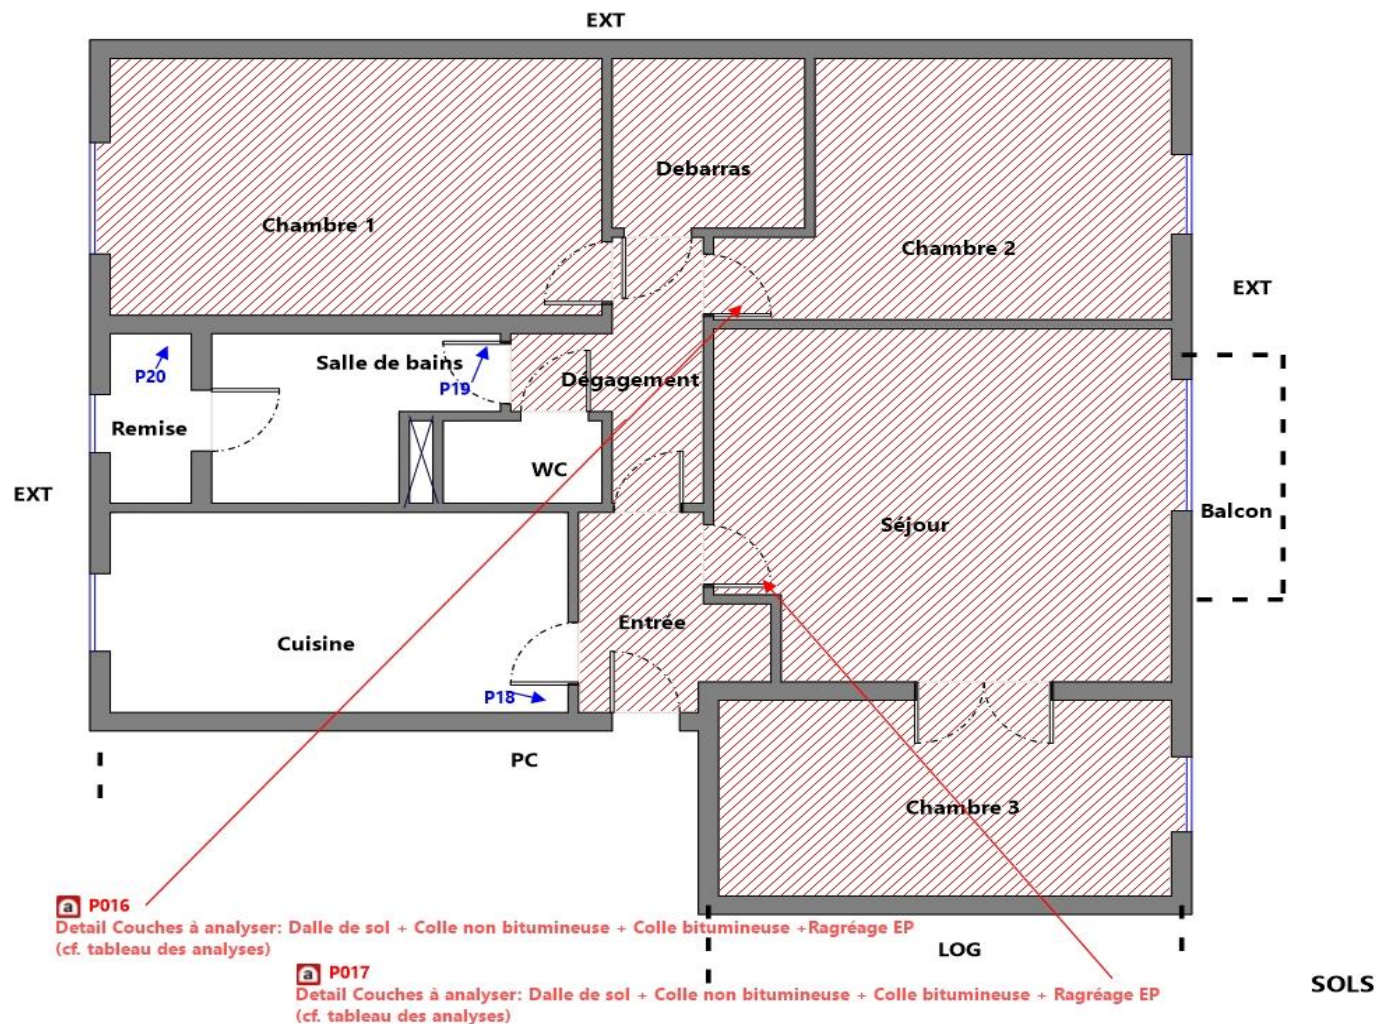 EXT
Debarras
Chambre 1
Chambre 2
EXT
Salle de bains
P20
P19
Dégagement
Remise
WC
EXT
Balcon
Séjour
Entrée
Cuisine
P18
PC
Chambre 3
a P016
Detail Couches à analyser: Dalle de sol + Colle non bitumineuse + Colle bitumineuse +Ragréage EP
(cf. tableau des analyses)
LOG
a P017
SOLS
Detail Couches à analyser: Dalle de sol + Colle non bitumineuse + Colle bitumineuse + Ragréage EP
(cf. tableau des analyses)